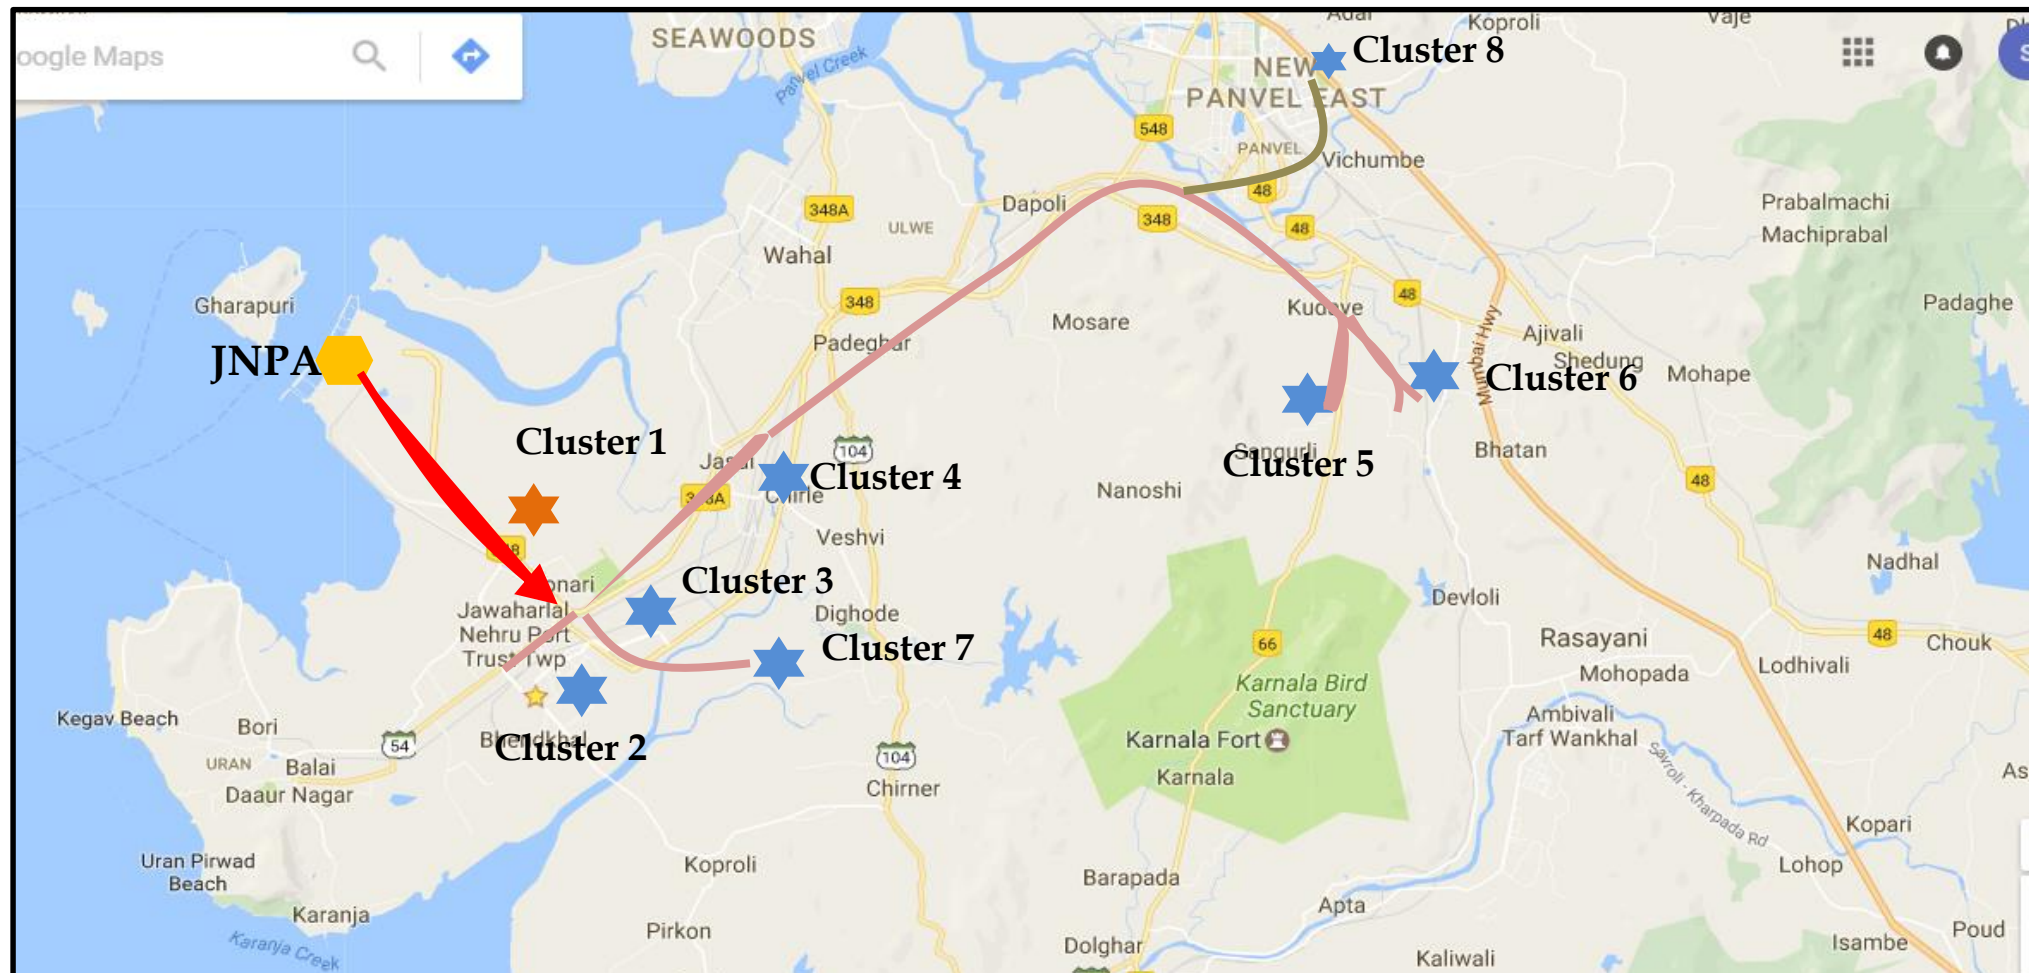 oogle Maps
SEAWOODS
Panvel Creek
Koproli
Vaje
Cluster 8
NEW
PANVEL EAST
548
PANVEL
Vichumbe
Dapoli
348A
ULWE
348
48
48
Wahal
Prabalmachi
Machiprabal
Gharapuri
348
Mosare
Kudave
48
Mumbai Hwy
Ajivali
Padaghe
Padeghar
JNPA
Shedung
Mohape
Cluster 6
Cluster 1
104
Cluster 5
Bhatan
Cluster 4
Nanoshi
48
Veshvi
Nadhal
Cluster 3
Jawaharlal
Nehru Port
Trust Twp
Dighode
Devloli
Cluster 7
66
Rasayani
48
Chouk
Mohopada
Lodhivali
Karnala Bird
Sanctuary
Kegav Beach
Bori
54
Cluster 2
Karnala Fort
Ambivali
Tarf Wankhal
URAN
Balai
104
Karnala
Daaur Nagar
Chirner
Savroli - Kharpada Rd
Kopari
Uran Pirwad
Beach
Koproli
Barapada
Lohop
Karanja
Apta
Karanja Creek
Pirkon
Dolghar
Kaliwali
Isambe
Poud